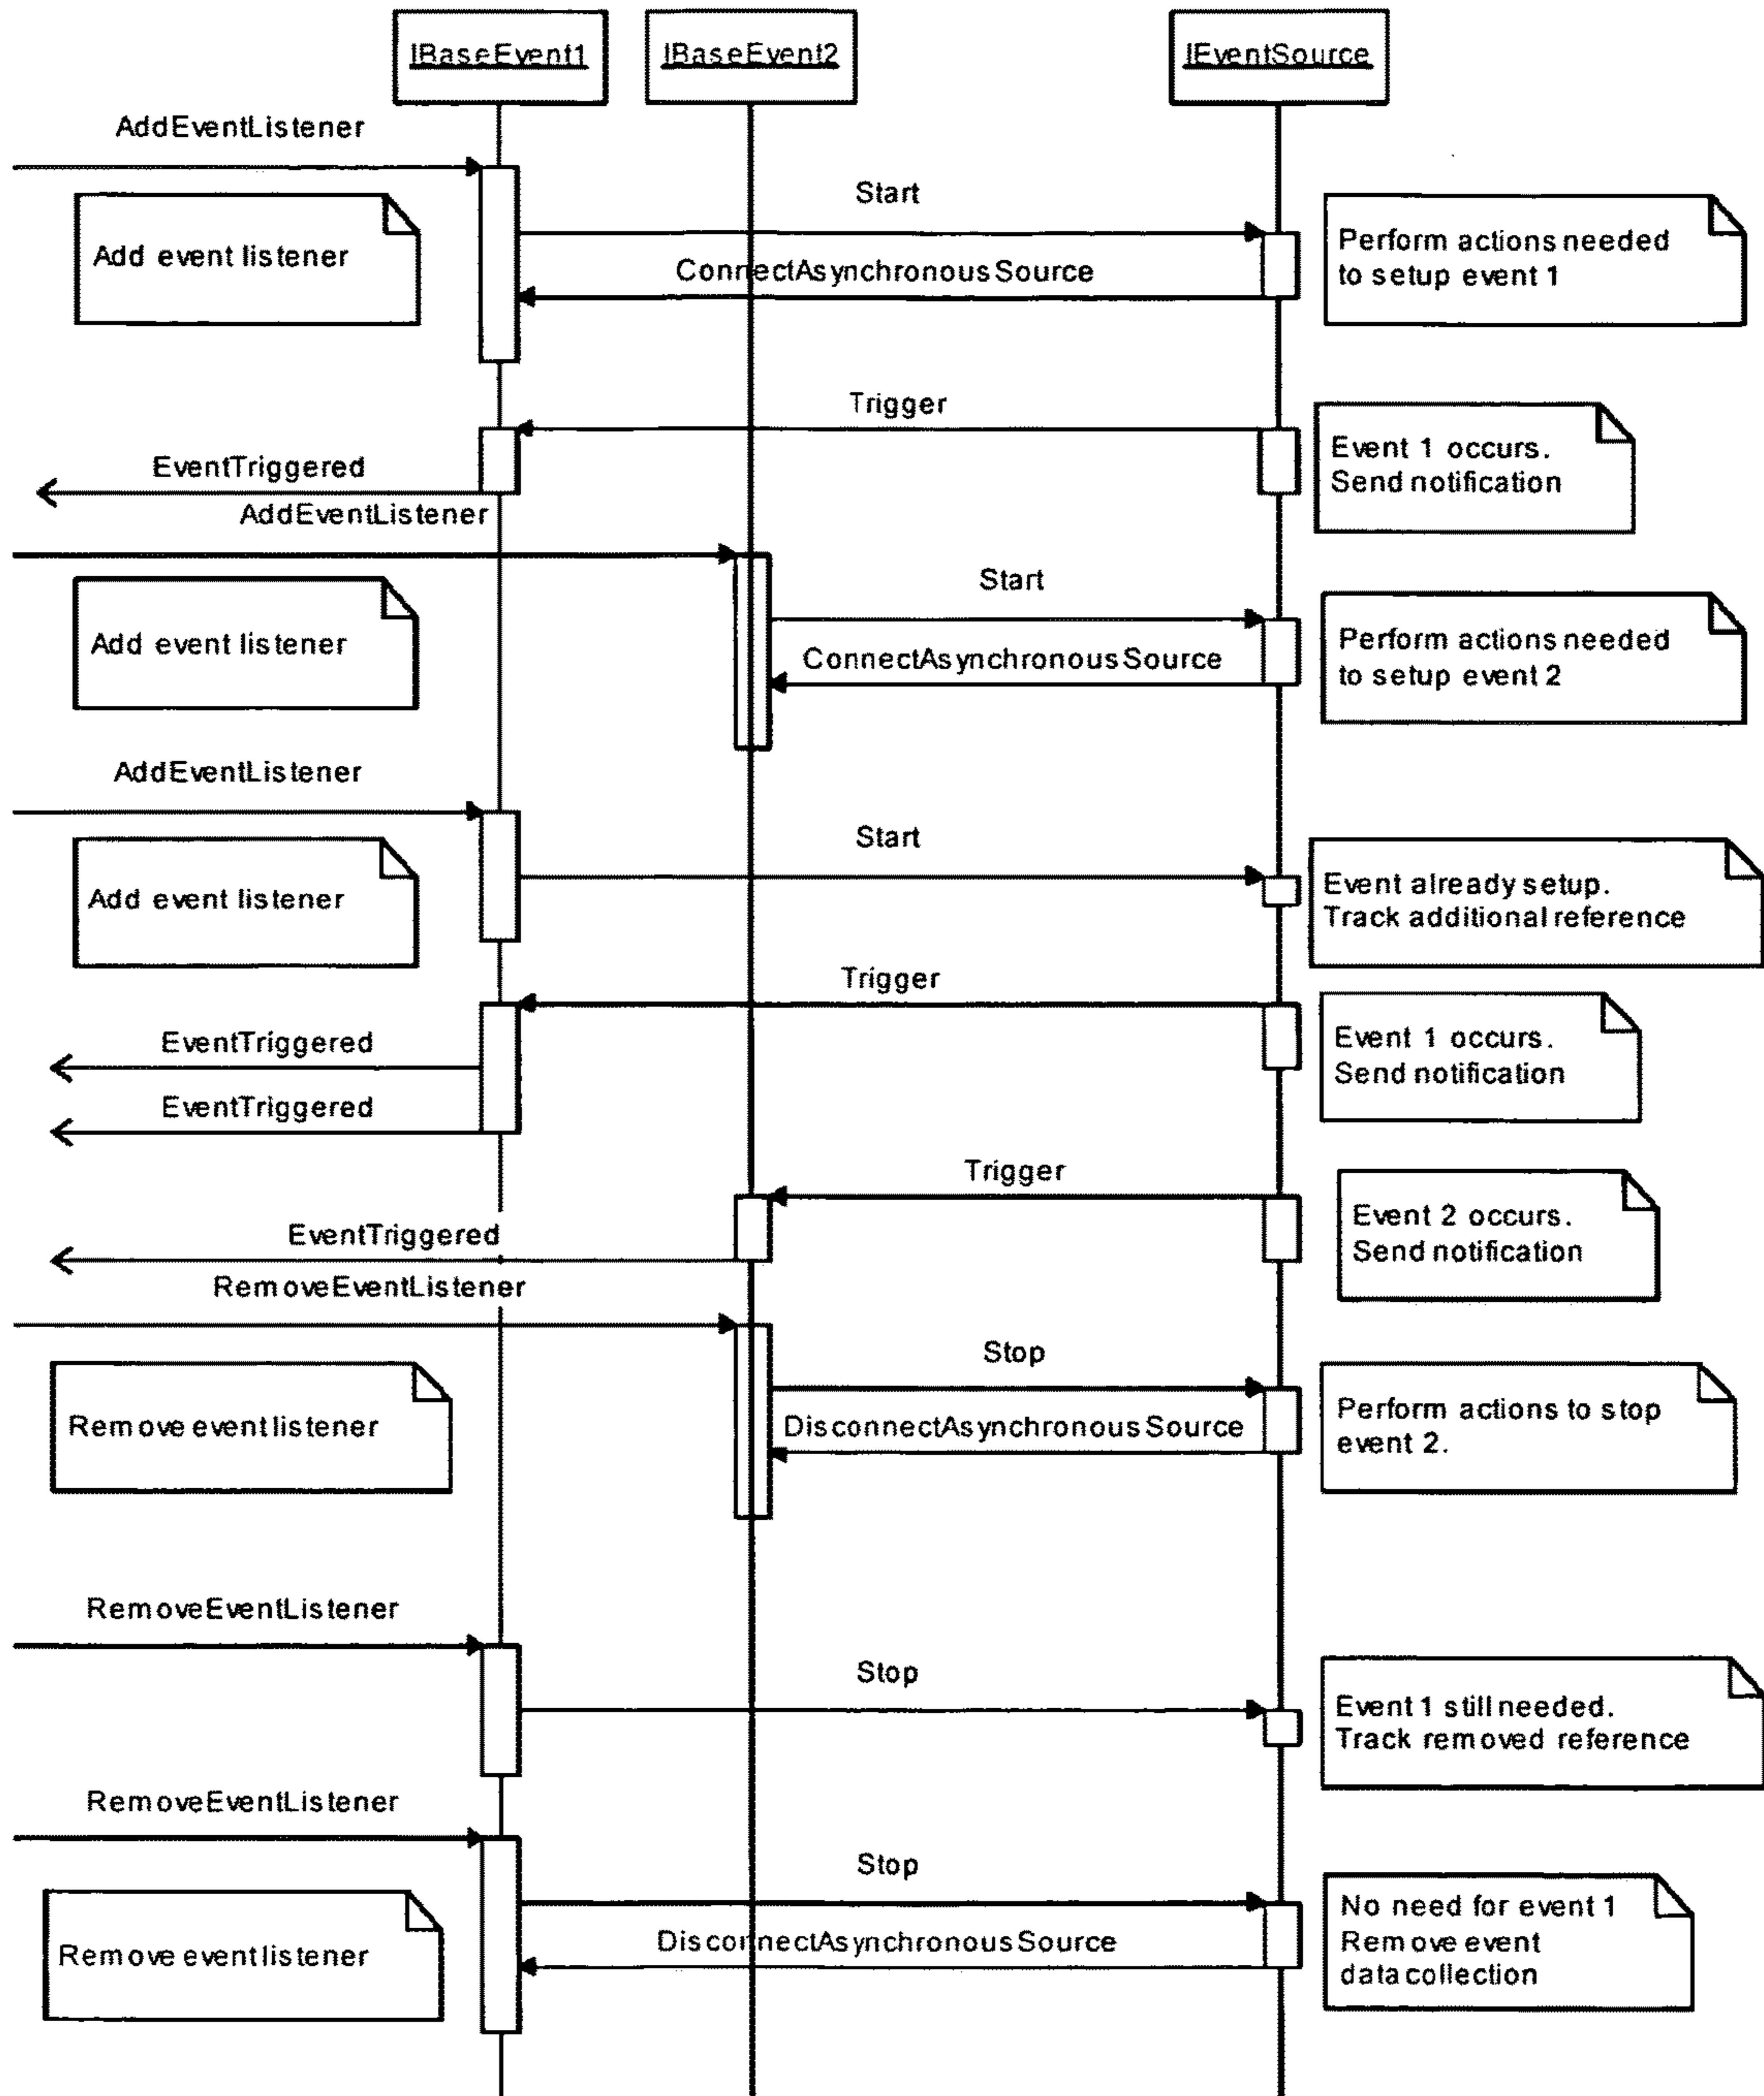 IBaseEvent1
IBaseEvent2
IEventSource
AddEventListener
Start
Add event listener
ConnectAsynchronousSource
Perform actions needed
to setup event 1
Trigger
EventTriggered
Event 1 occurs.
Send notification
AddEventListener
Start
Add event listener
ConnectAsynchronousSource
Perform actions needed
to setup event 2
AddEventListener
Start
Add event listener
Event already setup.
Track additional reference
Trigger
EventTriggered
EventTriggered
Event 1 occurs.
Send notification
Trigger
EventTriggered
Event 2 occurs.
Send notification
RemoveEventListener
Stop
Remove event listener
DisconnectAsynchronousSource
Perform actions to stop
event 2.
RemoveEventListener
Stop
Event 1 still needed.
Track removed reference
RemoveEventListener
Stop
Remove event listener
DisconnectAsynchronousSource
No need for event 1
Remove event
data collection